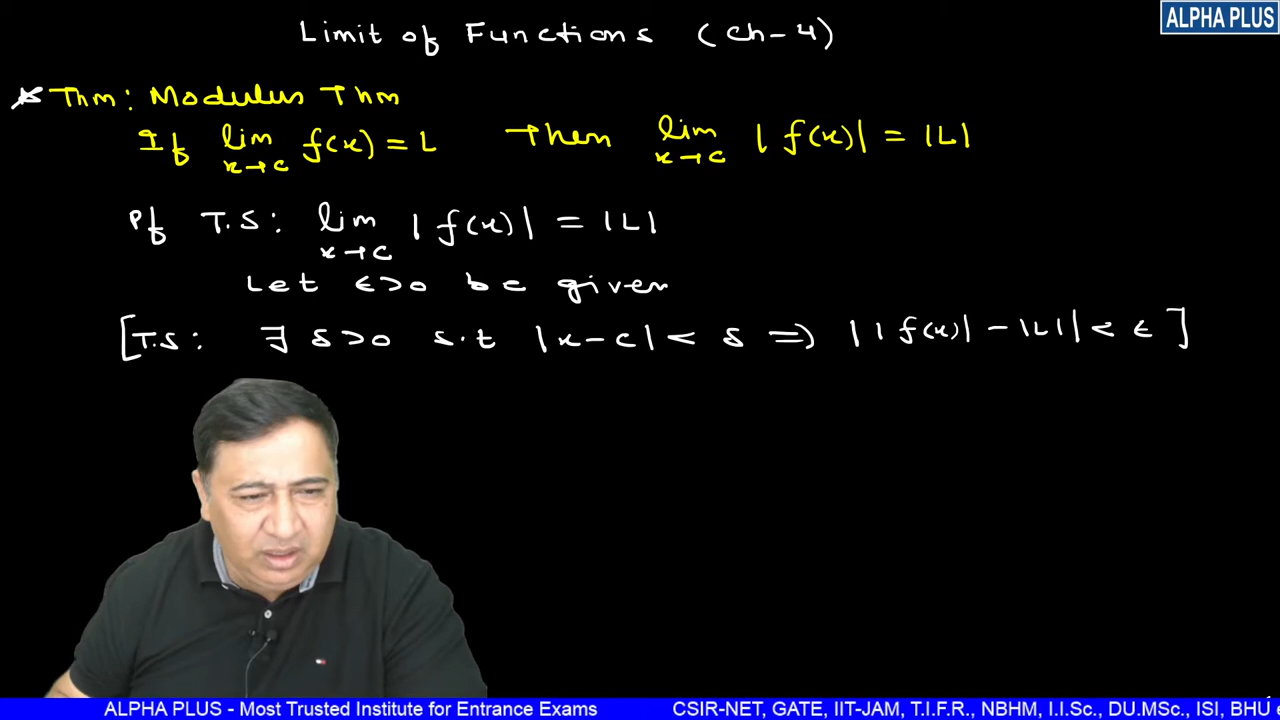 Limit of Functions (Ch-4)
ALPHA PLUS
Thm: Modulus Thm
If lim x→c f(x) = L Then lim x→c |f(x)| = |L|
Pf T.S: lim x→c |f(x)| = |L|
Let ε>0 be given
[T.S: ∃ δ>0 s.t |x-c| < δ ⇒ ||f(x)| - |L|| < ε]
ALPHA PLUS - Most Trusted Institute for Entrance Exams CSIR-NET, GATE, IIT-JAM, T.I.F.R., NBHM, I.I.Sc., DU.MSc., ISI, BHU